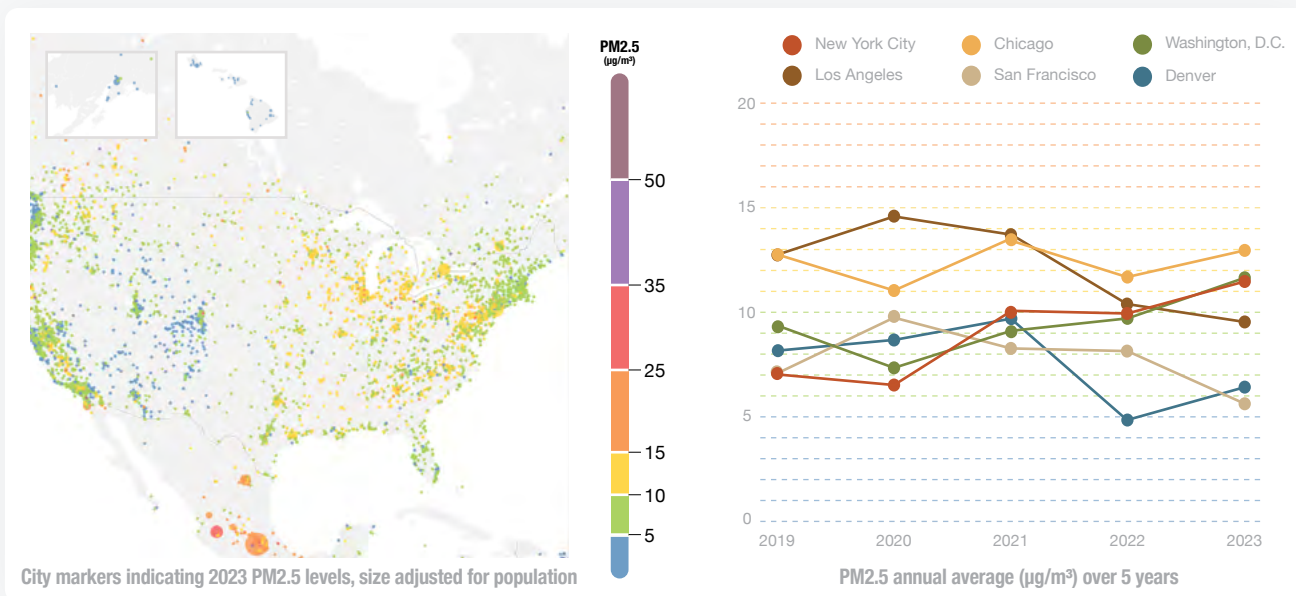 PM2.5
(µg/m³)
50
35
25
15
10
5
City markers indicating 2023 PM2.5 levels, size adjusted for population
New York City
Chicago
Washington, D.C.
Los Angeles
San Francisco
Denver
20
15
10
5
0
2019 2020 2021 2022 2023
PM2.5 annual average (µg/m³) over 5 years